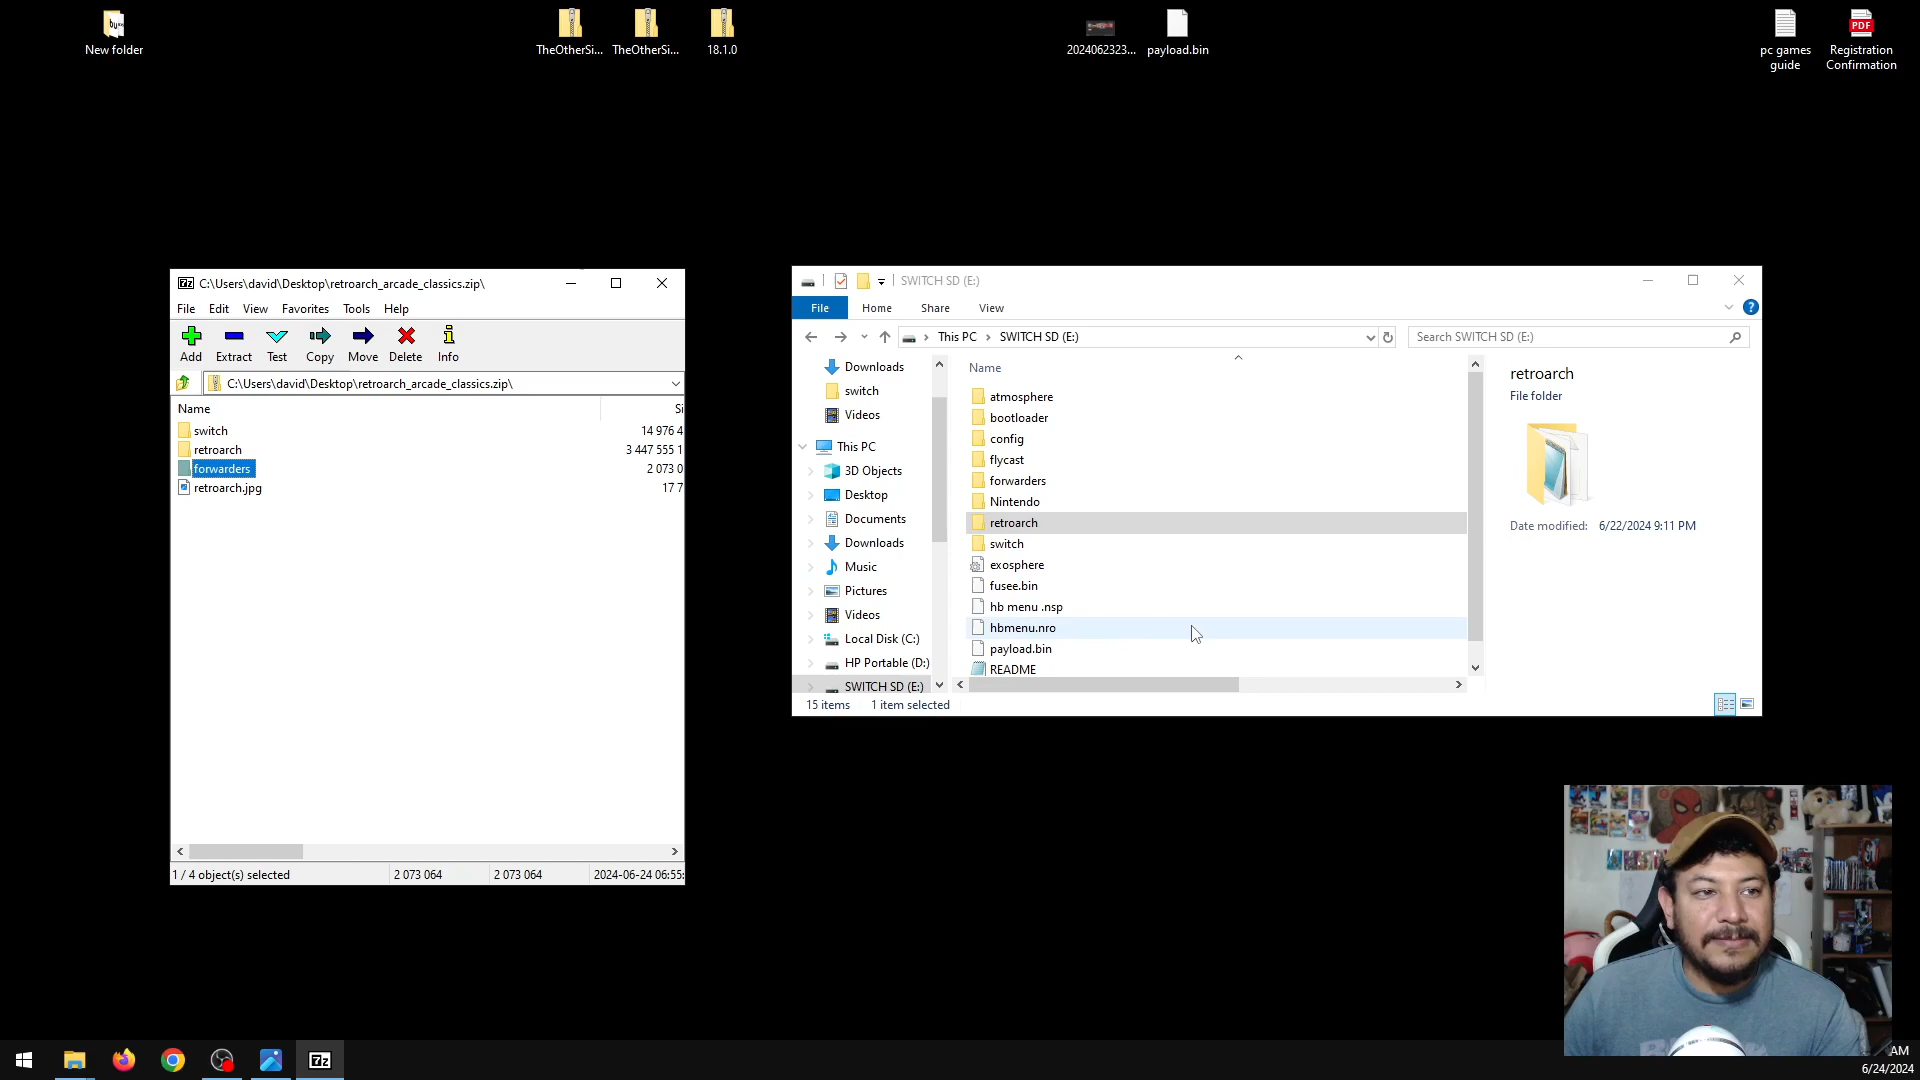 New folder
TheOtherSi...
TheOtherSi...
18.1.0
2024062323...
payload.bin
pc games
guide
Registration
Confirmation
C:\Users\david\Desktop\retroarch_arcade_classics.zip\
File Edit View Favorites Tools Help
Add Extract Test Copy Move Delete Info
C:\Users\david\Desktop\retroarch_arcade_classics.zip\
Name Si
switch 14 976 4
retroarch 3 447 555 1
forwarders 2 073 0
retroarch.jpg 17 7
1 / 4 object(s) selected 2 073 064 2 073 064 2024-06-24 06:55:
SWITCH SD (E:)
File Home Share View
This PC > SWITCH SD (E:)
Search SWITCH SD (E:)
Downloads
switch
Videos
This PC
3D Objects
Desktop
Documents
Downloads
Music
Pictures
Videos
Local Disk (C:)
HP Portable (D:)
SWITCH SD (E:)
Name
atmosphere
bootloader
config
flycast
forwarders
Nintendo
retroarch
switch
exosphere
fusee.bin
hb menu .nsp
hbmenu.nro
payload.bin
README
retroarch
File folder
Date modified: 6/22/2024 9:11 PM
15 items 1 item selected
AM
6/24/2024